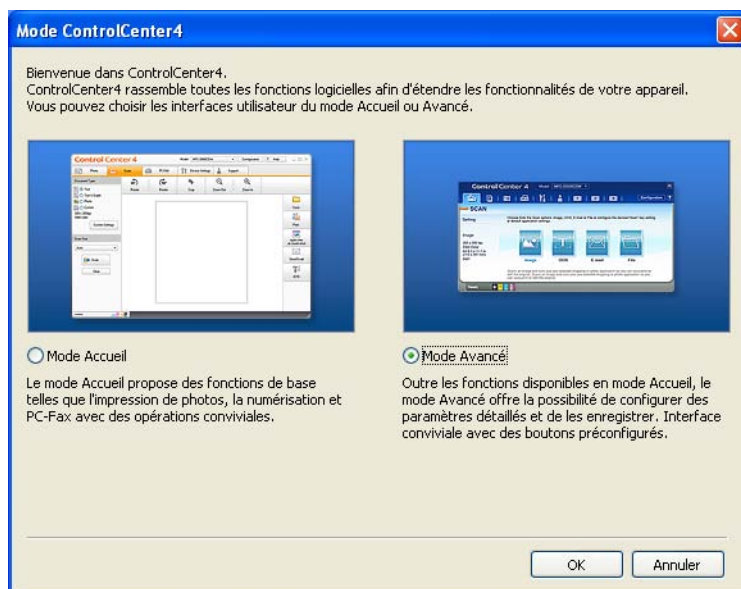 Mode ControlCenter4
Bienvenue dans ControlCenter4.
ControlCenter4 rassemble toutes les fonctions logicielles afin d'étendre les fonctionnalités de votre appareil.
Vous pouvez choisir les interfaces utilisateur du mode Accueil ou Avancé.
Control Center 4
Control Center 4
SCAN
Image
OCR
E-mail
File
Mode Accueil
Le mode Accueil propose des fonctions de base
telles que l'impression de photos, la numérisation et
PC-Fax avec des opérations conviviales.
Mode Avancé
Outre les fonctions disponibles en mode Accueil, le
mode Avancé offre la possibilité de configurer des
paramètres détaillés et de les enregistrer. Interface
conviviale avec des boutons préconfigurés.
OK
Annuler